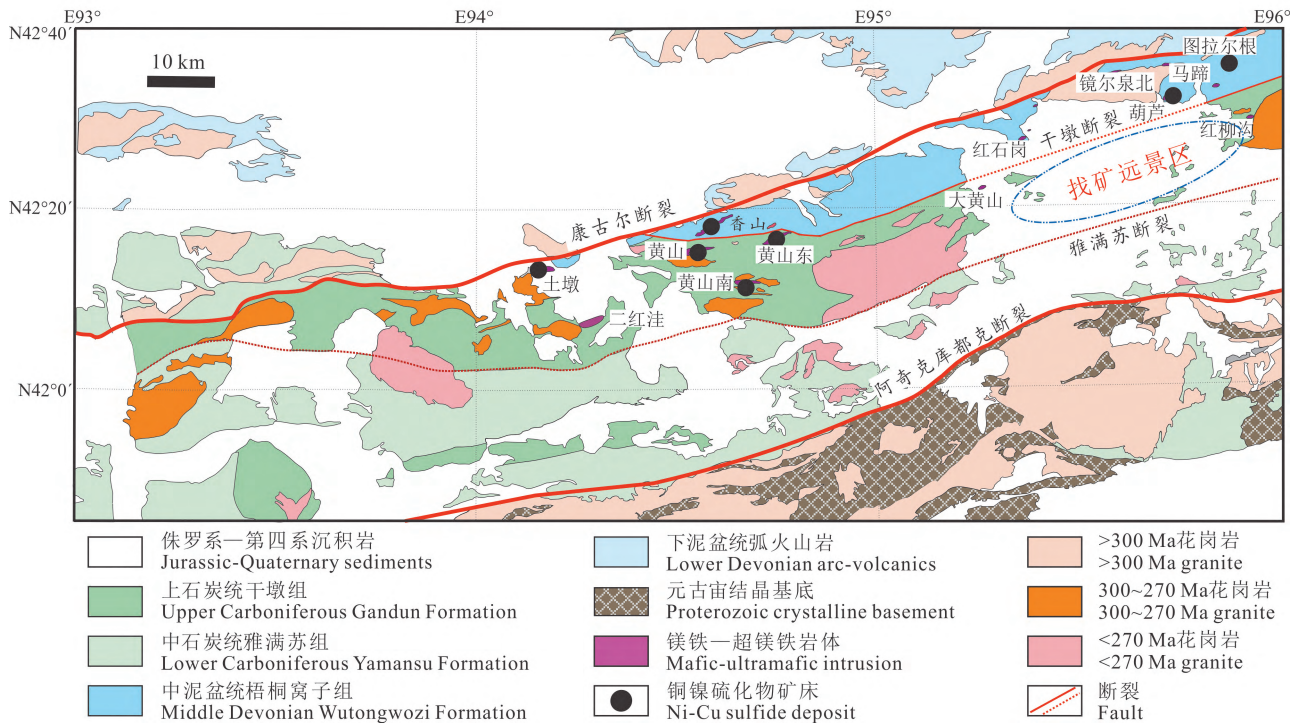 E93°
E94°
E95°
E96°
N42°40′
10 km
图拉尔根
镜尔泉北
马蹄
葫芦
红柳沟
干墩断裂
红石岗
找矿远景区
N42°20′
大黄山
康古尔断裂
香山
雅满苏断裂
黄山
黄山东
土墩
黄山南
二红洼
阿奇克库都克断裂
N42°0′
侏罗系—第四系沉积岩
Jurassic-Quaternary sediments
上石炭统干墩组
Upper Carboniferous Gandun Formation
中石炭统雅满苏组
Lower Carboniferous Yamansu Formation
中泥盆统梧桐窝子组
Middle Devonian Wutongwozi Formation
下泥盆统弧火山岩
Lower Devonian arc-volcanics
元古宙结晶基底
Proterozoic crystalline basement
镁铁—超镁铁岩体
Mafic-ultramafic intrusion
铜镍硫化物矿床
Ni-Cu sulfide deposit
>300 Ma花岗岩
>300 Ma granite
300~270 Ma花岗岩
300~270 Ma granite
<270 Ma花岗岩
<270 Ma granite
断裂
Fault